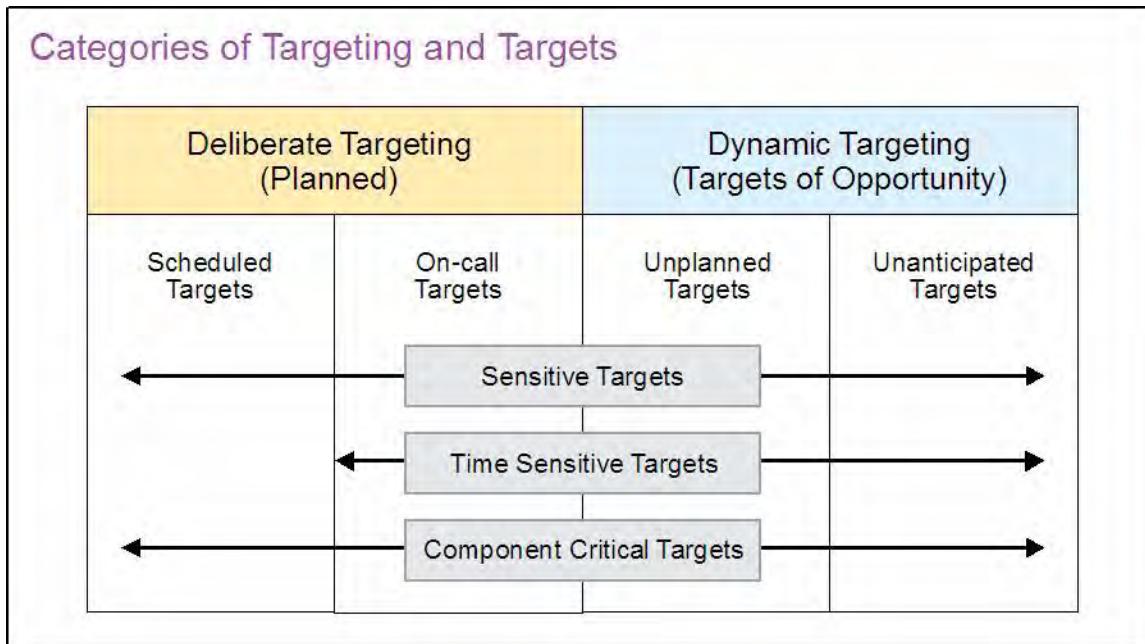 Categories of Targeting and Targets
Deliberate Targeting
(Planned)
Dynamic Targeting
(Targets of Opportunity)
Scheduled
Targets
On-call
Targets
Unplanned
Targets
Unanticipated
Targets
Sensitive Targets
Time Sensitive Targets
Component Critical Targets